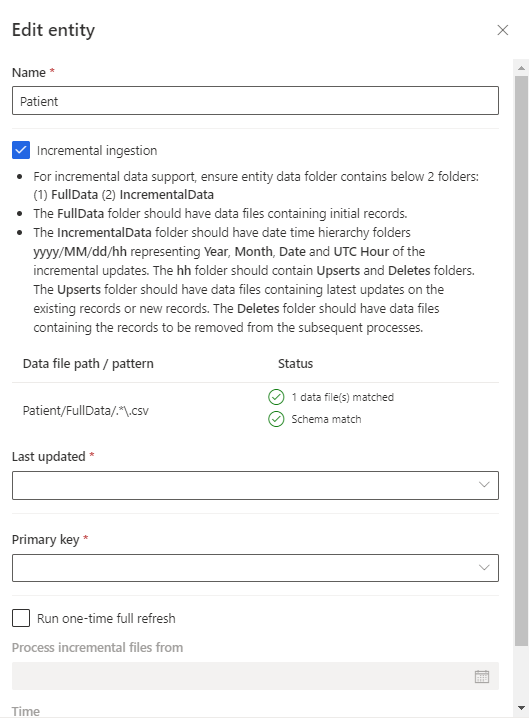 Edit entity
Name *
Patient
Incremental ingestion
• For incremental data support, ensure entity data folder contains below 2 folders:
(1) FullData (2) IncrementalData
• The FullData folder should have data files containing initial records.
• The IncrementalData folder should have date time hierarchy folders
yyyy/MM/dd/hh representing Year, Month, Date and UTC Hour of the
incremental updates. The hh folder should contain Upserts and Deletes folders.
The Upserts folder should have data files containing latest updates on the
existing records or new records. The Deletes folder should have data files
containing the records to be removed from the subsequent processes.
Data file path / pattern Status
Patient/FullData/.*\.csv
1 data file(s) matched
Schema match
Last updated *
Primary key *
Run one-time full refresh
Process incremental files from
Time